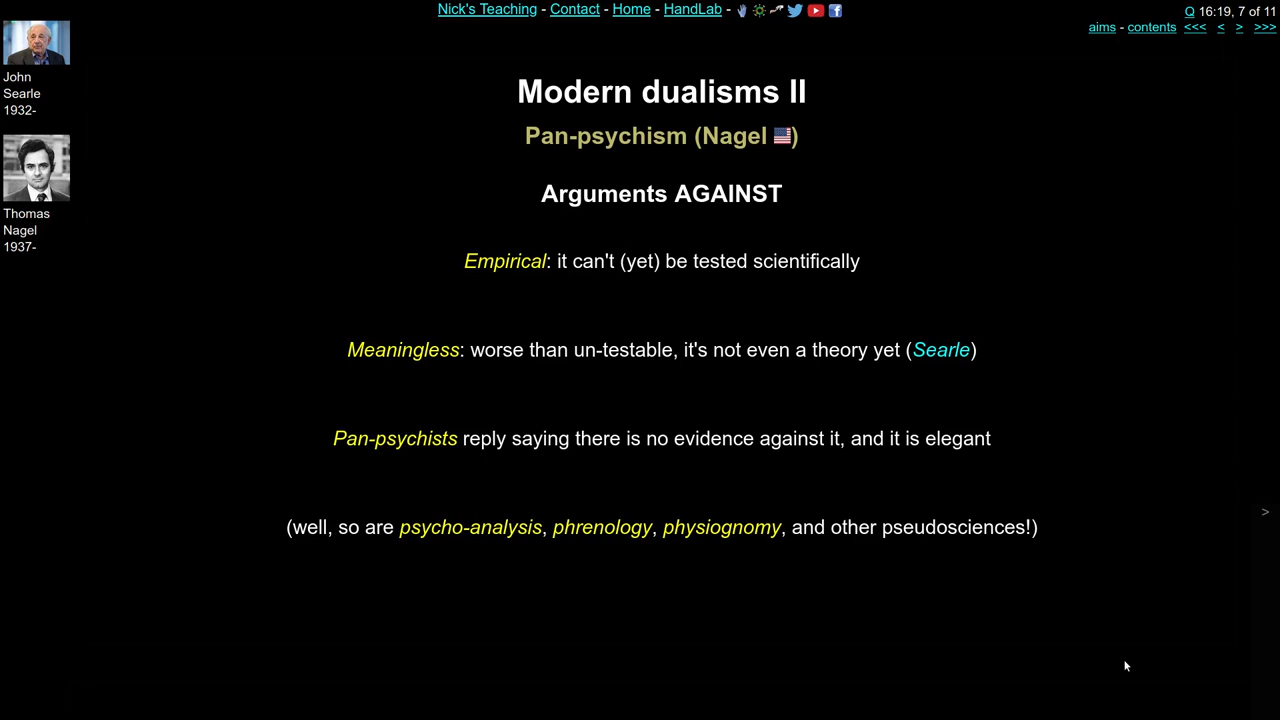 Nick's Teaching - Contact - Home - HandLab -
Q 16:19, 7 of 11
aims - contents <<< < > >>>
John
Searle
1932-
Thomas
Nagel
1937-
Modern dualisms II
Pan-psychism (Nagel )
Arguments AGAINST
Empirical: it can't (yet) be tested scientifically
Meaningless: worse than un-testable, it's not even a theory yet (Searle)
Pan-psychists reply saying there is no evidence against it, and it is elegant
(well, so are psycho-analysis, phrenology, physiognomy, and other pseudosciences!)
>